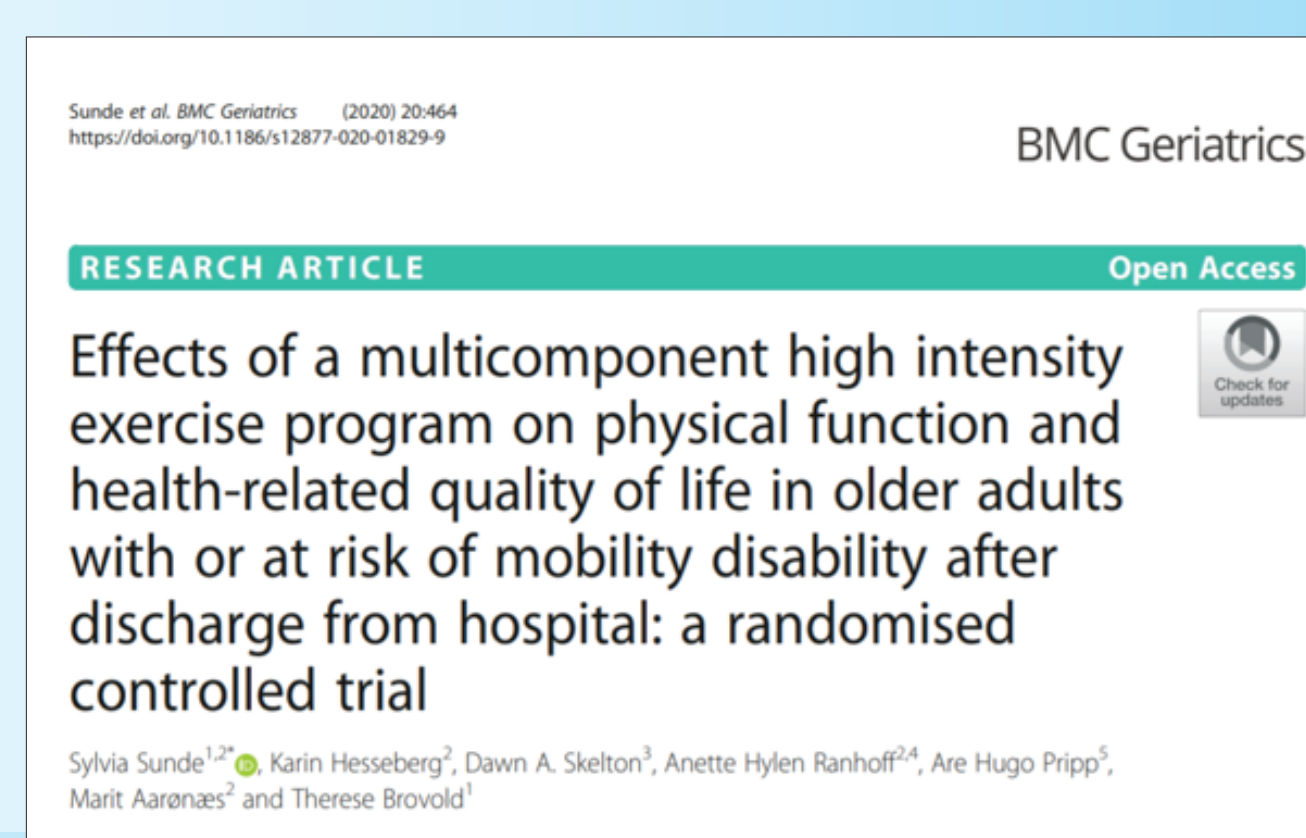 Sunde et al. BMC Geriatrics (2020) 20:464
https://doi.org/10.1186/s12877-020-01829-9
BMC Geriatrics
RESEARCH ARTICLE
Open Access
Effects of a multicomponent high intensity
exercise program on physical function and
health-related quality of life in older adults
with or at risk of mobility disability after
discharge from hospital: a randomised
controlled trial
Check for
updates
Sylvia Sunde1,2*, Karin Hesseberg2, Dawn A. Skelton3, Anette Hylen Ranhoff2,4, Are Hugo Pripp5,
Marit Aarønæs2 and Therese Brovold1